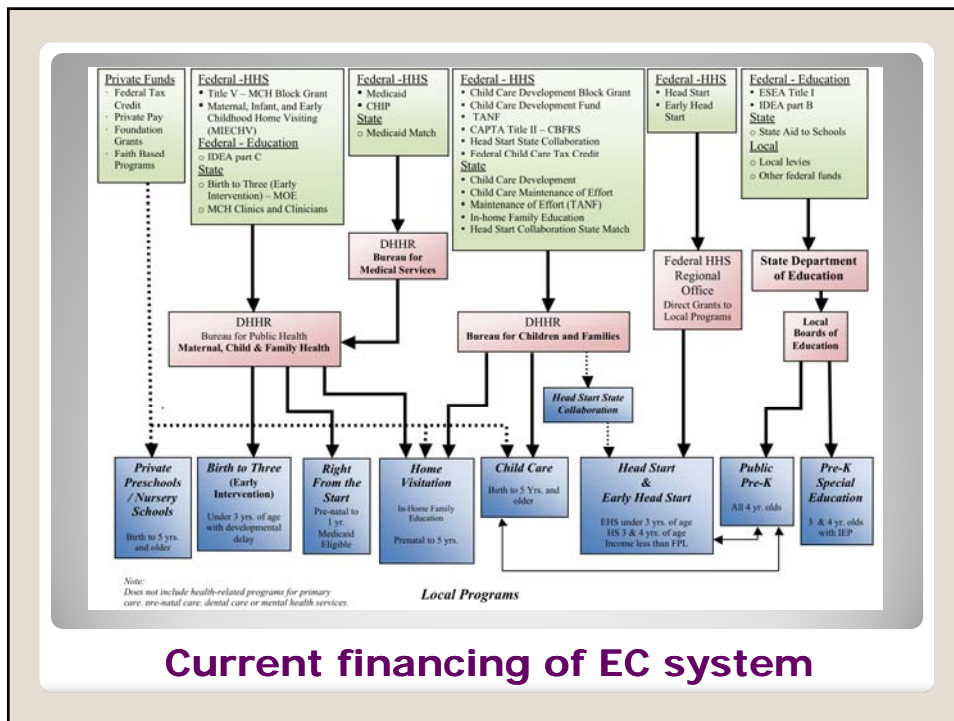 Private Funds
· Federal Tax
Credit
· Private Pay
· Foundation
Grants
· Faith Based
Programs
Federal -HHS
• Title V – MCH Block Grant
• Maternal, Infant, and Early
Childhood Home Visiting
(MIECHV)
Federal - Education
o IDEA part C
State
o Birth to Three (Early
Intervention) – MOE
o MCH Clinics and Clinicians
Federal -HHS
• Medicaid
• CHIP
State
o Medicaid Match
Federal - HHS
• Child Care Development Block Grant
• Child Care Development Fund
• TANF
• CAPTA Title II – CBFRS
• Head Start State Collaboration
• Federal Child Care Tax Credit
State
• Child Care Development
• Child Care Maintenance of Effort
• Maintenance of Effort (TANF)
• In-home Family Education
• Head Start Collaboration State Match
Federal -HHS
• Head Start
• Early Head
Start
Federal - Education
• ESEA Title I
• IDEA part B
State
o State Aid to Schools
Local
o Local levies
o Other federal funds
DHHR
Bureau for
Medical Services
Federal HHS
Regional
Office
Direct Grants to
Local Programs
State Department
of Education
DHHR
Bureau for Public Health
Maternal, Child & Family Health
DHHR
Bureau for Children and Families
Local
Boards of
Education
Head Start State
Collaboration
Private
Preschools
/ Nursery
Schools
Birth to 5 yrs.
and older
Birth to Three
(Early
Intervention)
Under 3 yrs. of age
with developmental
delay
Right
From the
Start
Pre-natal to
1 yr.
Medicaid
Eligible
Home
Visitation
In-Home Family
Education
Prenatal to 5 yrs.
Child Care
Birth to 5 Yrs. and
older
Head Start
&
Early Head Start
EHS under 3 yrs. of age
HS 3 & 4 yrs. of age
Income less than FPL
Public
Pre-K
All 4 yr. olds
Pre-K
Special
Education
3 & 4 yr. olds
with IEP
Note:
Does not include health-related programs for primary
care, pre-natal care, dental care or mental health services.
Local Programs
Current financing of EC system